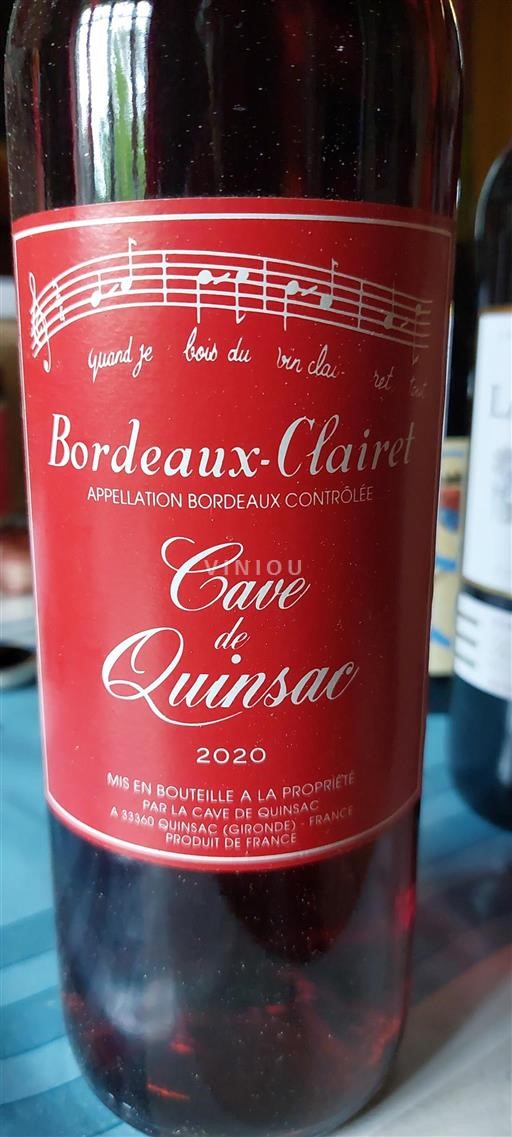 quand je bois du vin clai- ret tout
Bordeaux-Clairet
APPELLATION BORDEAUX CONTRÔLÉE
VINIOU
Cave
de
Quinsac
2020
MIS EN BOUTEILLE A LA PROPRIÉTÉ
PAR LA CAVE DE QUINSAC
A 33360 QUINSAC (GIRONDE) - FRANCE
PRODUIT DE FRANCE